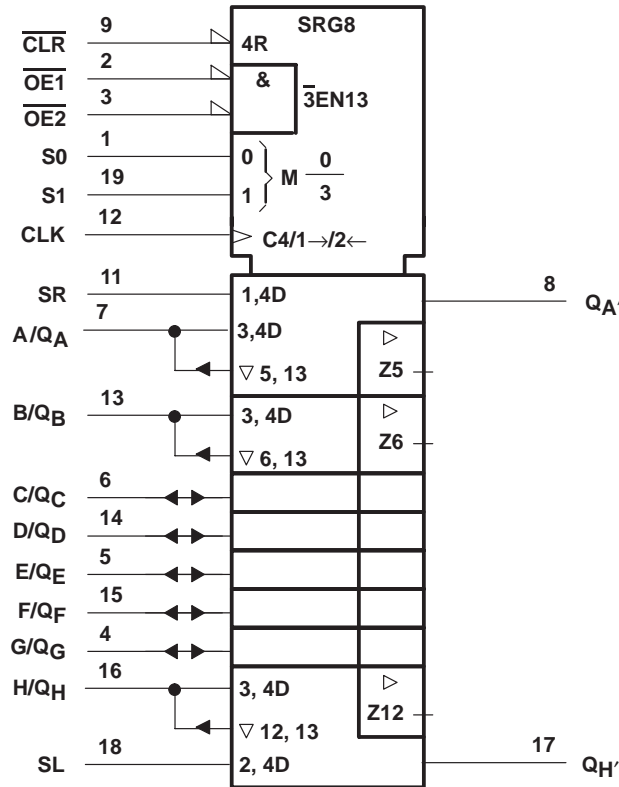 SRG8
9
CLR 4R
2
OE1 &
3 3̅EN13
OE2
1
S0 0 0
M
19 3
S1 1
12
CLK C4/1→/2←
11 8
SR 1,4D QA′
7
A/QA 3,4D ▷
▽ 5, 13 Z5
13
B/QB 3, 4D ▷
Z6
▽ 6, 13
6
C/QC
14
D/QD
5
E/QE
15
F/QF
4
G/QG
16
H/QH 3, 4D ▷
Z12
▽ 12, 13
18 17
SL 2, 4D QH′